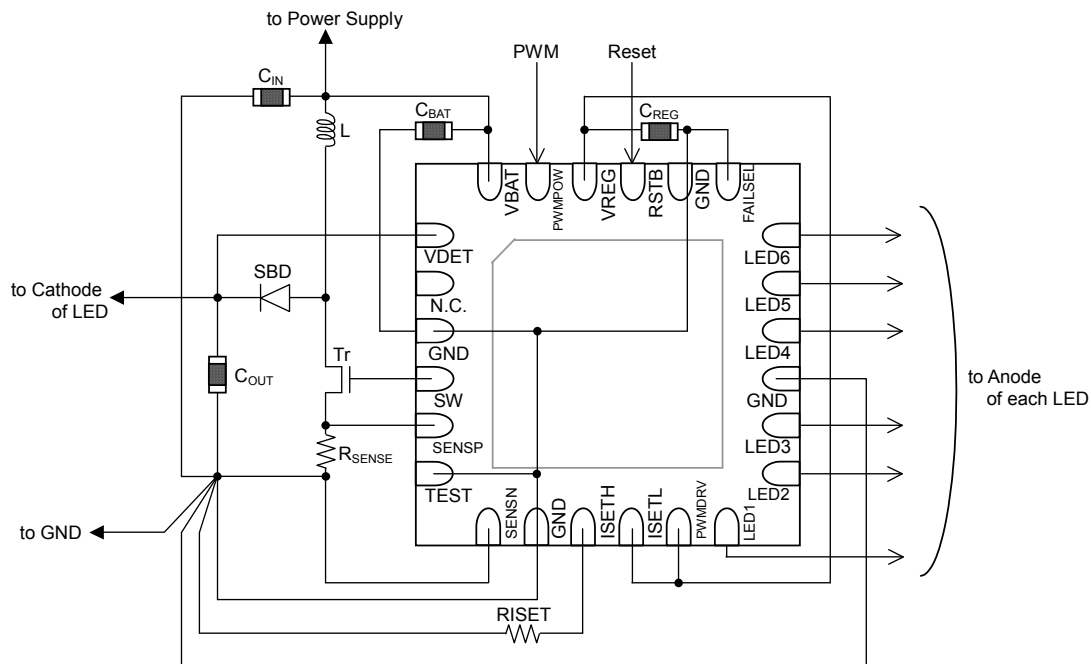 to Power Supply
PWM
Reset
CIN
CBAT
CREG
L
VBAT
PWMPOW
VREG
RSTB
GND
FAILSEL
VDET
LED6
SBD
to Cathode
of LED
N.C.
LED5
GND
LED4
Tr
COUT
SW
GND
to Anode
of each LED
RSENSE
SENSP
LED3
TEST
LED2
to GND
SENSN
GND
ISETH
ISETL
PWMDRV
LED1
RISET